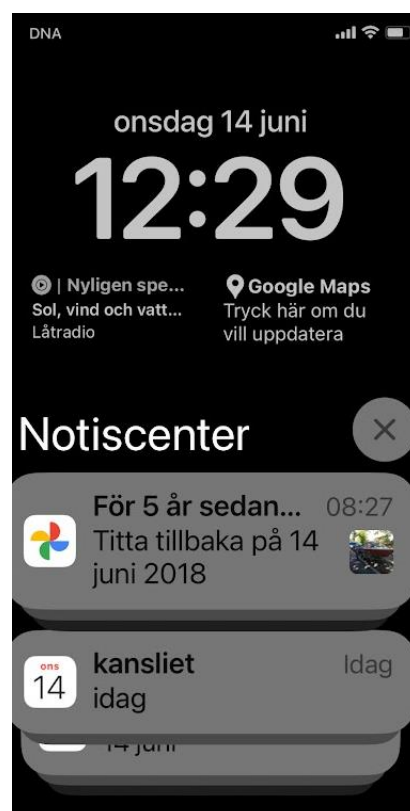 DNA
onsdag 14 juni
12:29
| Nyligen spe...
Sol, vind och vatt...
Låtradio
Google Maps
Tryck här om du
vill uppdatera
Notiscenter
För 5 år sedan... 08:27
Titta tillbaka på 14
juni 2018
ons
14
kansliet Idag
idag
14 juni